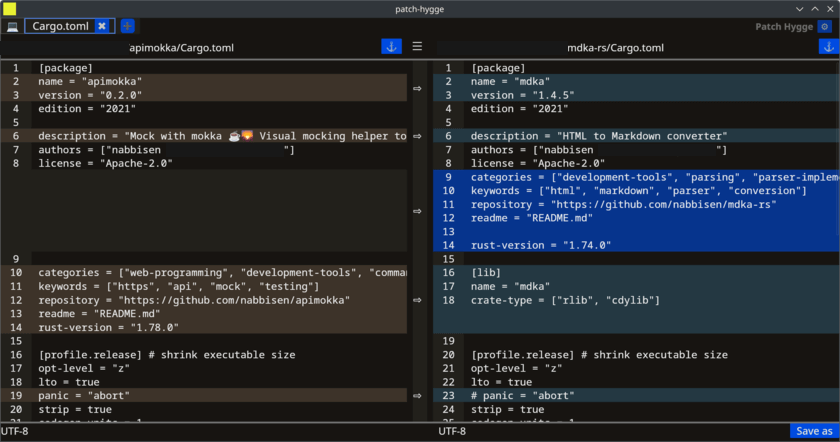 patch-hygge
Cargo.toml
Patch Hygge
apimokka/Cargo.toml
mdka-rs/Cargo.toml
1 [package]
2 name = "apimokka"
3 version = "0.2.0"
4 edition = "2021"
5
6 description = "Mock with mokka ☕🌄 Visual mocking helper to
7 authors = ["nabbisen "]
8 license = "Apache-2.0"
9
10 categories = ["web-programming", "development-tools", "comma
11 keywords = ["https", "api", "mock", "testing"]
12 repository = "https://github.com/nabbisen/apimokka"
13 readme = "README.md"
14 rust-version = "1.78.0"
15
16 [profile.release] # shrink executable size
17 opt-level = "z"
18 lto = true
19 panic = "abort"
20 strip = true
1 [package]
2 name = "mdka"
3 version = "1.4.5"
4 edition = "2021"
5
6 description = "HTML to Markdown converter"
7 authors = ["nabbisen "]
8 license = "Apache-2.0"
9 categories = ["development-tools", "parsing", "parser-implem
10 keywords = ["html", "markdown", "parser", "conversion"]
11 repository = "https://github.com/nabbisen/mdka-rs"
12 readme = "README.md"
13
14 rust-version = "1.74.0"
15
16 [lib]
17 name = "mdka"
18 crate-type = ["rlib", "cdylib"]
19
20 [profile.release] # shrink executable size
21 opt-level = "z"
22 lto = true
23 # panic = "abort"
24 strip = true
UTF-8
UTF-8
Save as